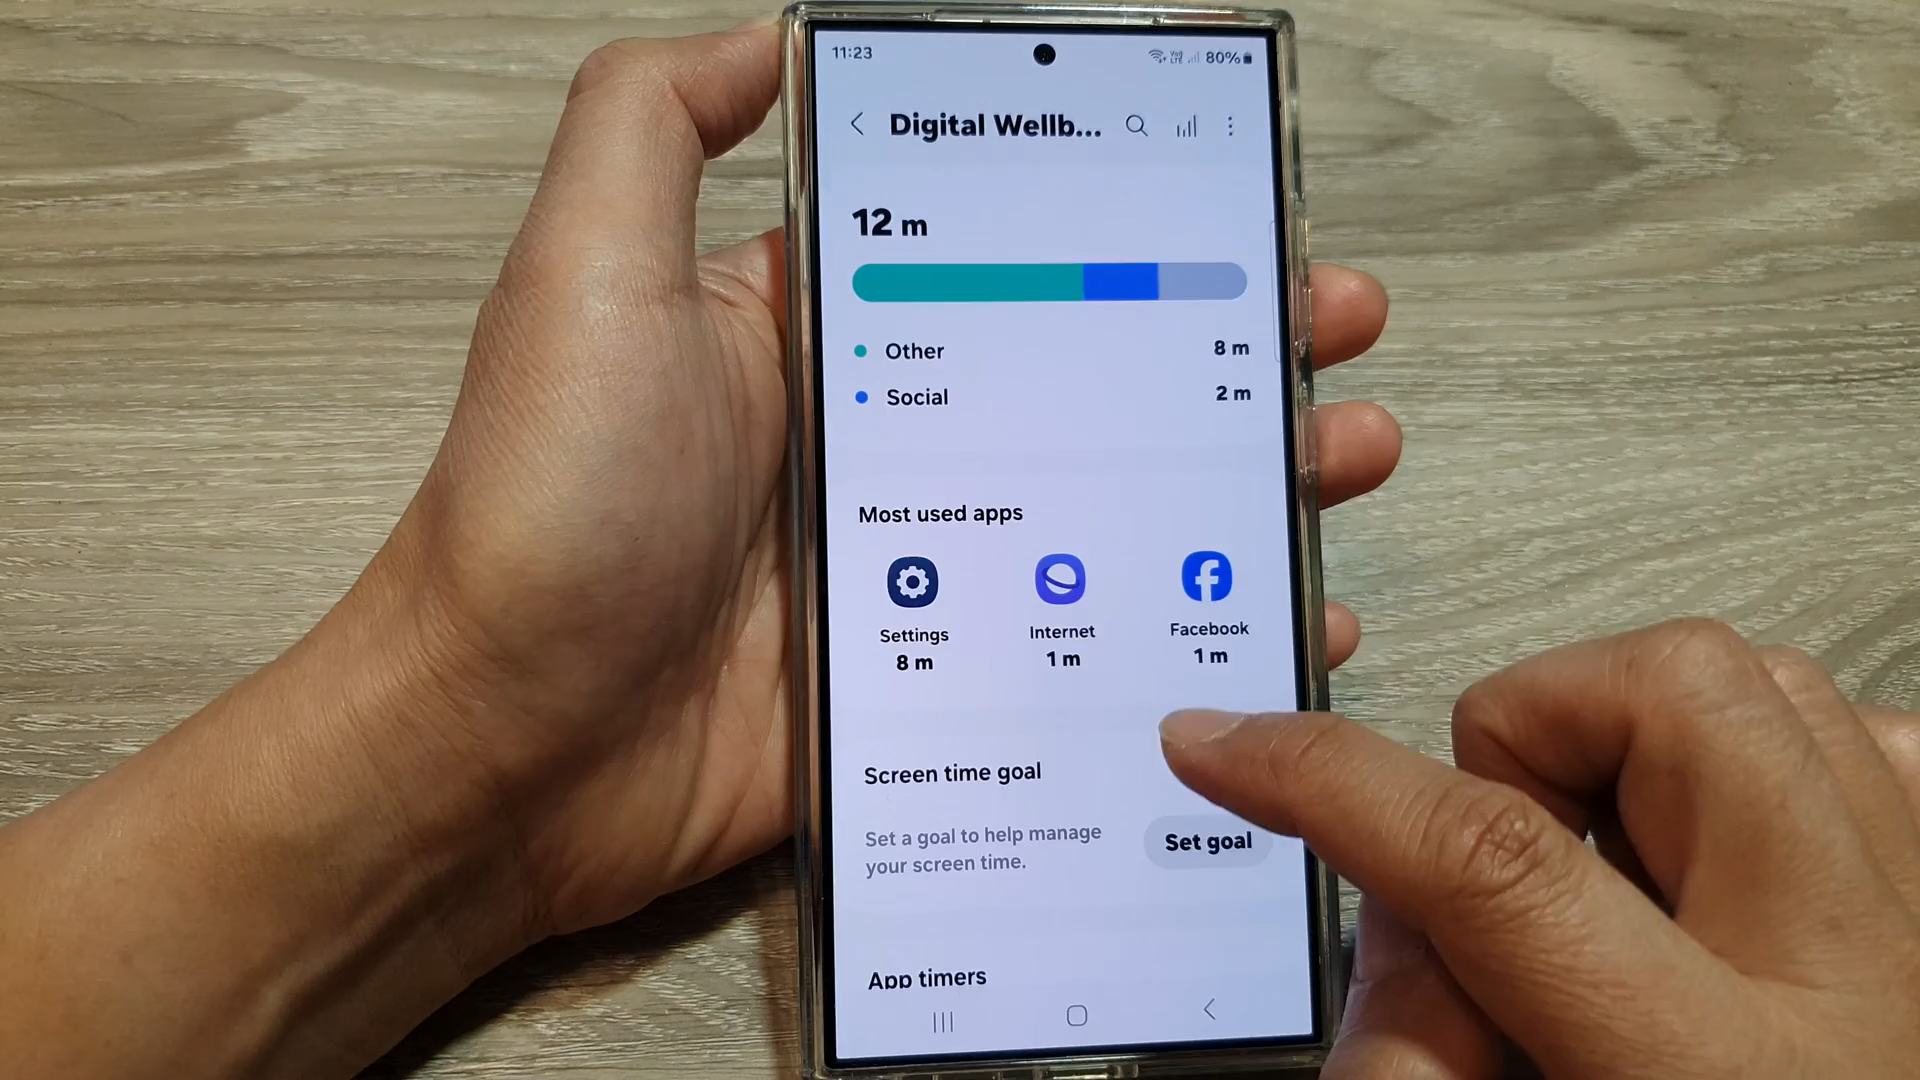 11:23
80%
Digital Wellb...
12 m
Other
8 m
Social
2 m
Most used apps
Settings
Internet
Facebook
8 m
1 m
1 m
Screen time goal
Set a goal to help manage
your screen time.
Set goal
App timers